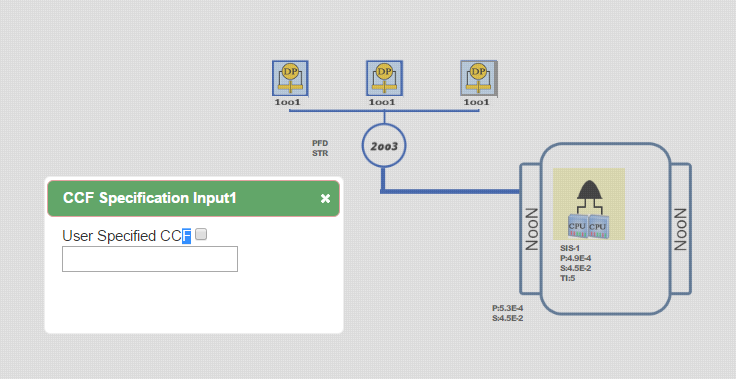 DP DP DP
1oo1 1oo1 1oo1
PFD
STR
2oo3
CCF Specification Input1 ×
User Specified CCF
NooN
CPU CPU
NooN
SIS-1
P:4.9E-4
S:4.5E-2
TI:5
P:5.3E-4
S:4.5E-2